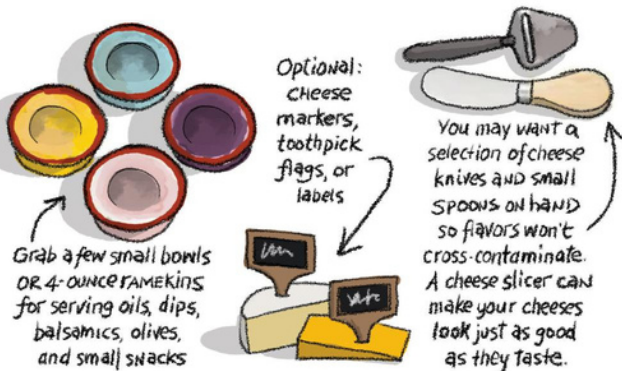 Grab a few small bowls
OR 4-ounce ramekins
for serving oils, dips,
balsamics, olives,
and small snacks
Optional:
cheese
markers,
toothpick
flags, or
labels
You may want a
selection of cheese
knives and small
spoons on hand
so flavors won't
cross-contaminate.
A cheese slicer can
make your cheeses
look just as good
as they taste.